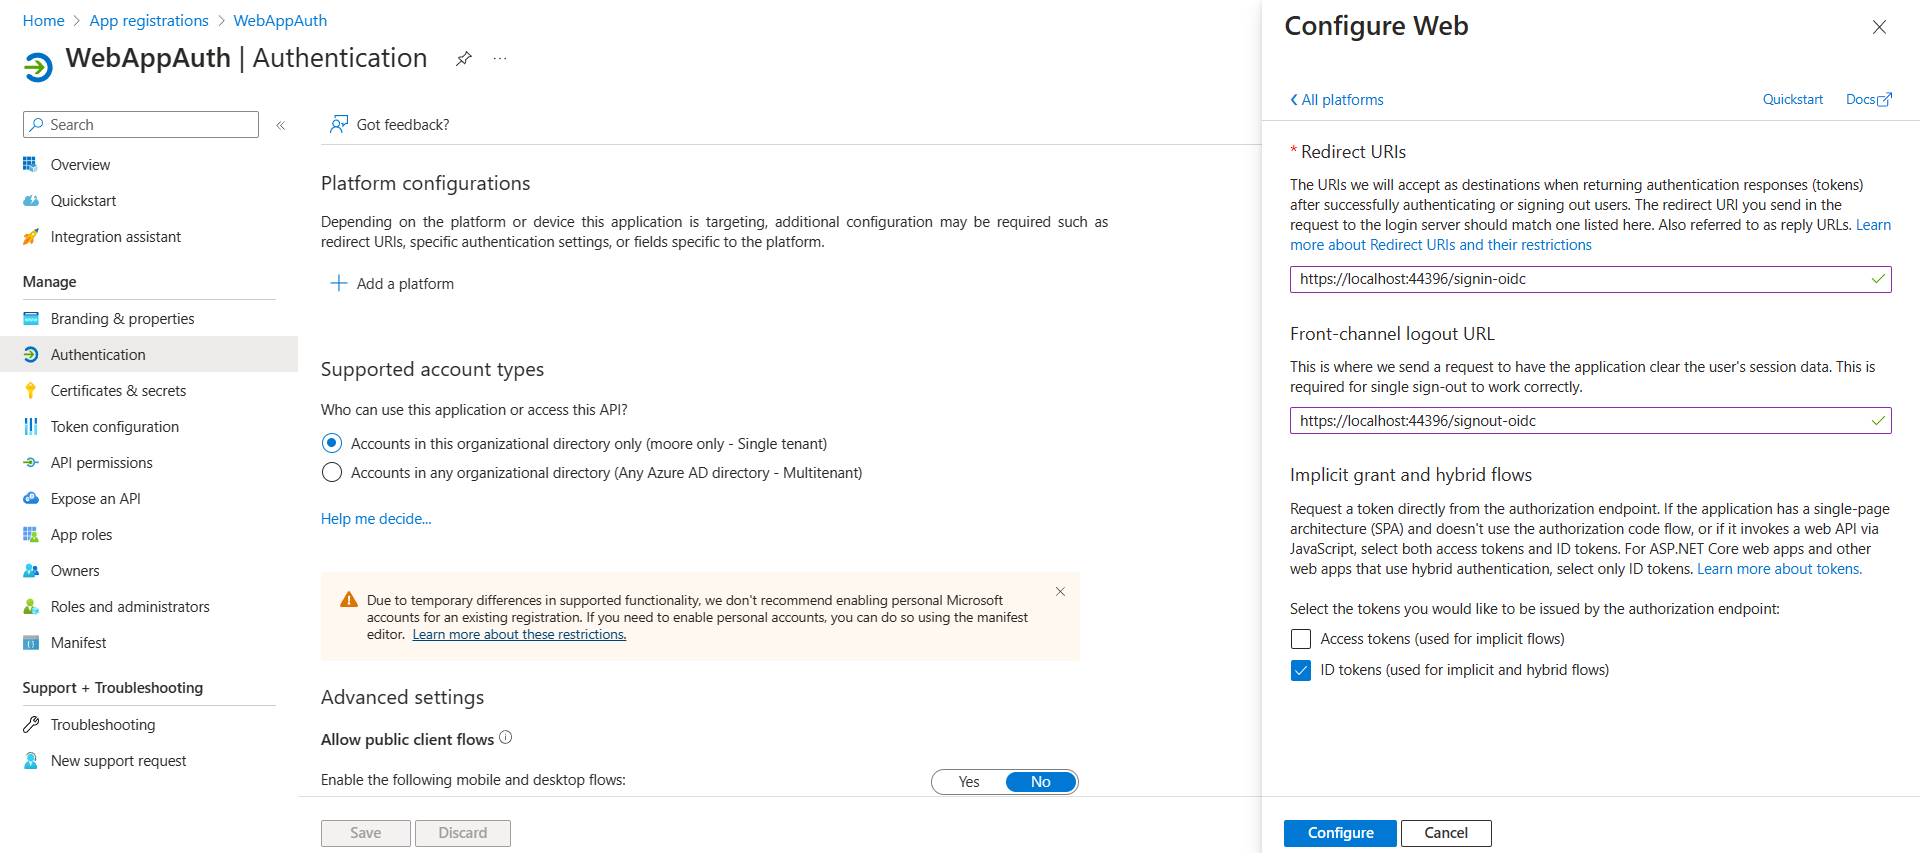 Home > App registrations > WebAppAuth
WebAppAuth | Authentication
Search
Overview
Quickstart
Integration assistant
Manage
Branding & properties
Authentication
Certificates & secrets
Token configuration
API permissions
Expose an API
App roles
Owners
Roles and administrators
Manifest
Support + Troubleshooting
Troubleshooting
New support request
Got feedback?
Platform configurations
Depending on the platform or device this application is targeting, additional configuration may be required such as
redirect URIs, specific authentication settings, or fields specific to the platform.
Add a platform
Supported account types
Who can use this application or access this API?
Accounts in this organizational directory only (moore only - Single tenant)
Accounts in any organizational directory (Any Azure AD directory - Multitenant)
Help me decide...
Due to temporary differences in supported functionality, we don't recommend enabling personal Microsoft
accounts for an existing registration. If you need to enable personal accounts, you can do so using the manifest
editor. Learn more about these restrictions.
Advanced settings
Allow public client flows
Enable the following mobile and desktop flows:
Yes No
Save Discard
Configure Web
All platforms
Quickstart Docs
* Redirect URIs
The URIs we will accept as destinations when returning authentication responses (tokens)
after successfully authenticating or signing out users. The redirect URI you send in the
request to the login server should match one listed here. Also referred to as reply URLs. Learn
more about Redirect URIs and their restrictions
https://localhost:44396/signin-oidc
Front-channel logout URL
This is where we send a request to have the application clear the user's session data. This is
required for single sign-out to work correctly.
https://localhost:44396/signout-oidc
Implicit grant and hybrid flows
Request a token directly from the authorization endpoint. If the application has a single-page
architecture (SPA) and doesn't use the authorization code flow, or if it invokes a web API via
JavaScript, select both access tokens and ID tokens. For ASP.NET Core web apps and other
web apps that use hybrid authentication, select only ID tokens. Learn more about tokens.
Select the tokens you would like to be issued by the authorization endpoint:
Access tokens (used for implicit flows)
ID tokens (used for implicit and hybrid flows)
Configure Cancel